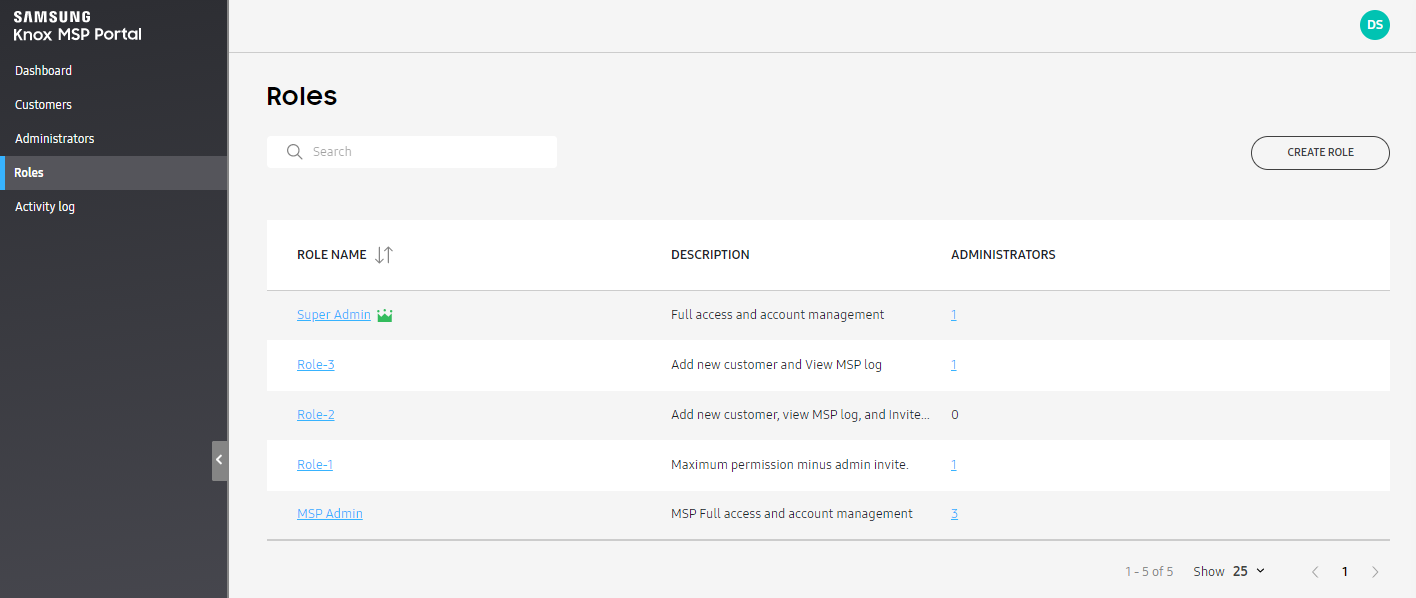 SAMSUNG
Knox MSP Portal
DS
Dashboard
Customers
Administrators
Roles
Activity log
Roles
Search
CREATE ROLE
ROLE NAME DESCRIPTION ADMINISTRATORS
Super Admin Full access and account management 1
Role-3 Add new customer and View MSP log 1
Role-2 Add new customer, view MSP log, and Invite... 0
Role-1 Maximum permission minus admin invite. 1
MSP Admin MSP Full access and account management 3
1 - 5 of 5 Show 25 1